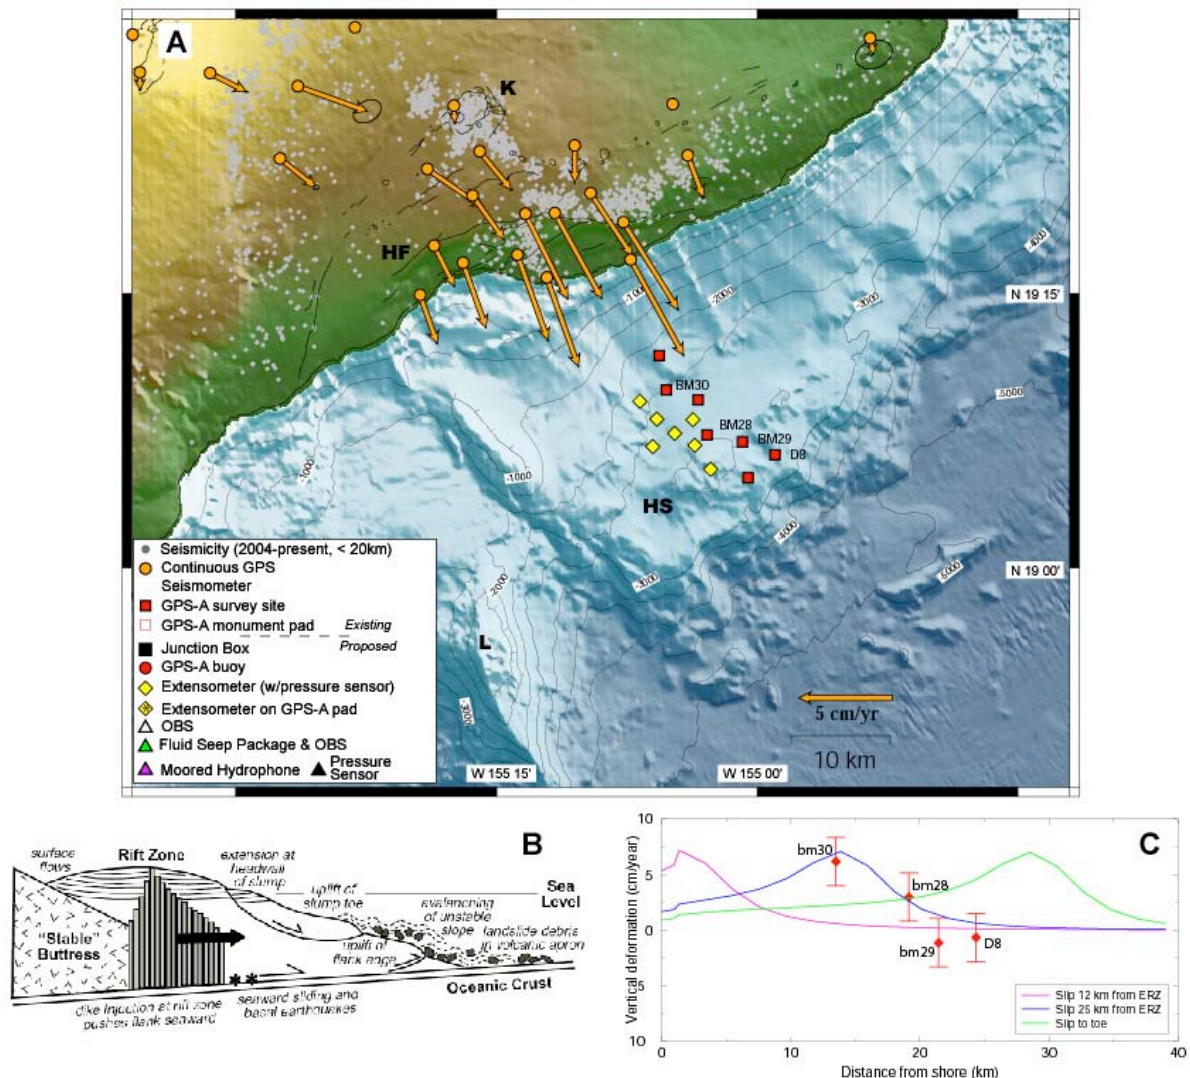 A
K
HF
-1000
-2000
-3000
-4000
N 19 15'
BM30
-5000
BM28
BM29
D8
-1000
HS
-4000
-3000
-5000
N 19 00'
-2000
L
-3000
Seismicity (2004-present, < 20km)
Continuous GPS
Seismometer
GPS-A survey site
GPS-A monument pad
Existing
Proposed
Junction Box
GPS-A buoy
Extensometer (w/pressure sensor)
Extensometer on GPS-A pad
OBS
Fluid Seep Package & OBS
Moored Hydrophone
Pressure
Sensor
5 cm/yr
10 km
W 155 15'
W 155 00'
B
surface
flows
Rift Zone
extension at
headwall
of slump
uplift of
slump toe
Sea
Level
avalanching
of unstable
slope
landslide debris
in volcanic apron
"Stable"
Buttress
uplift of
flank edge
**
Oceanic Crust
dike injection at rift zone
pushes flank seaward
seaward sliding and
basal earthquakes
C
Vertical deformation (cm/year)
10
5
0
5
10
bm30
bm28
bm29
D8
Slip 12 km from ERZ
Slip 25 km from ERZ
Slip to toe
0
10
20
30
40
Distance from shore (km)